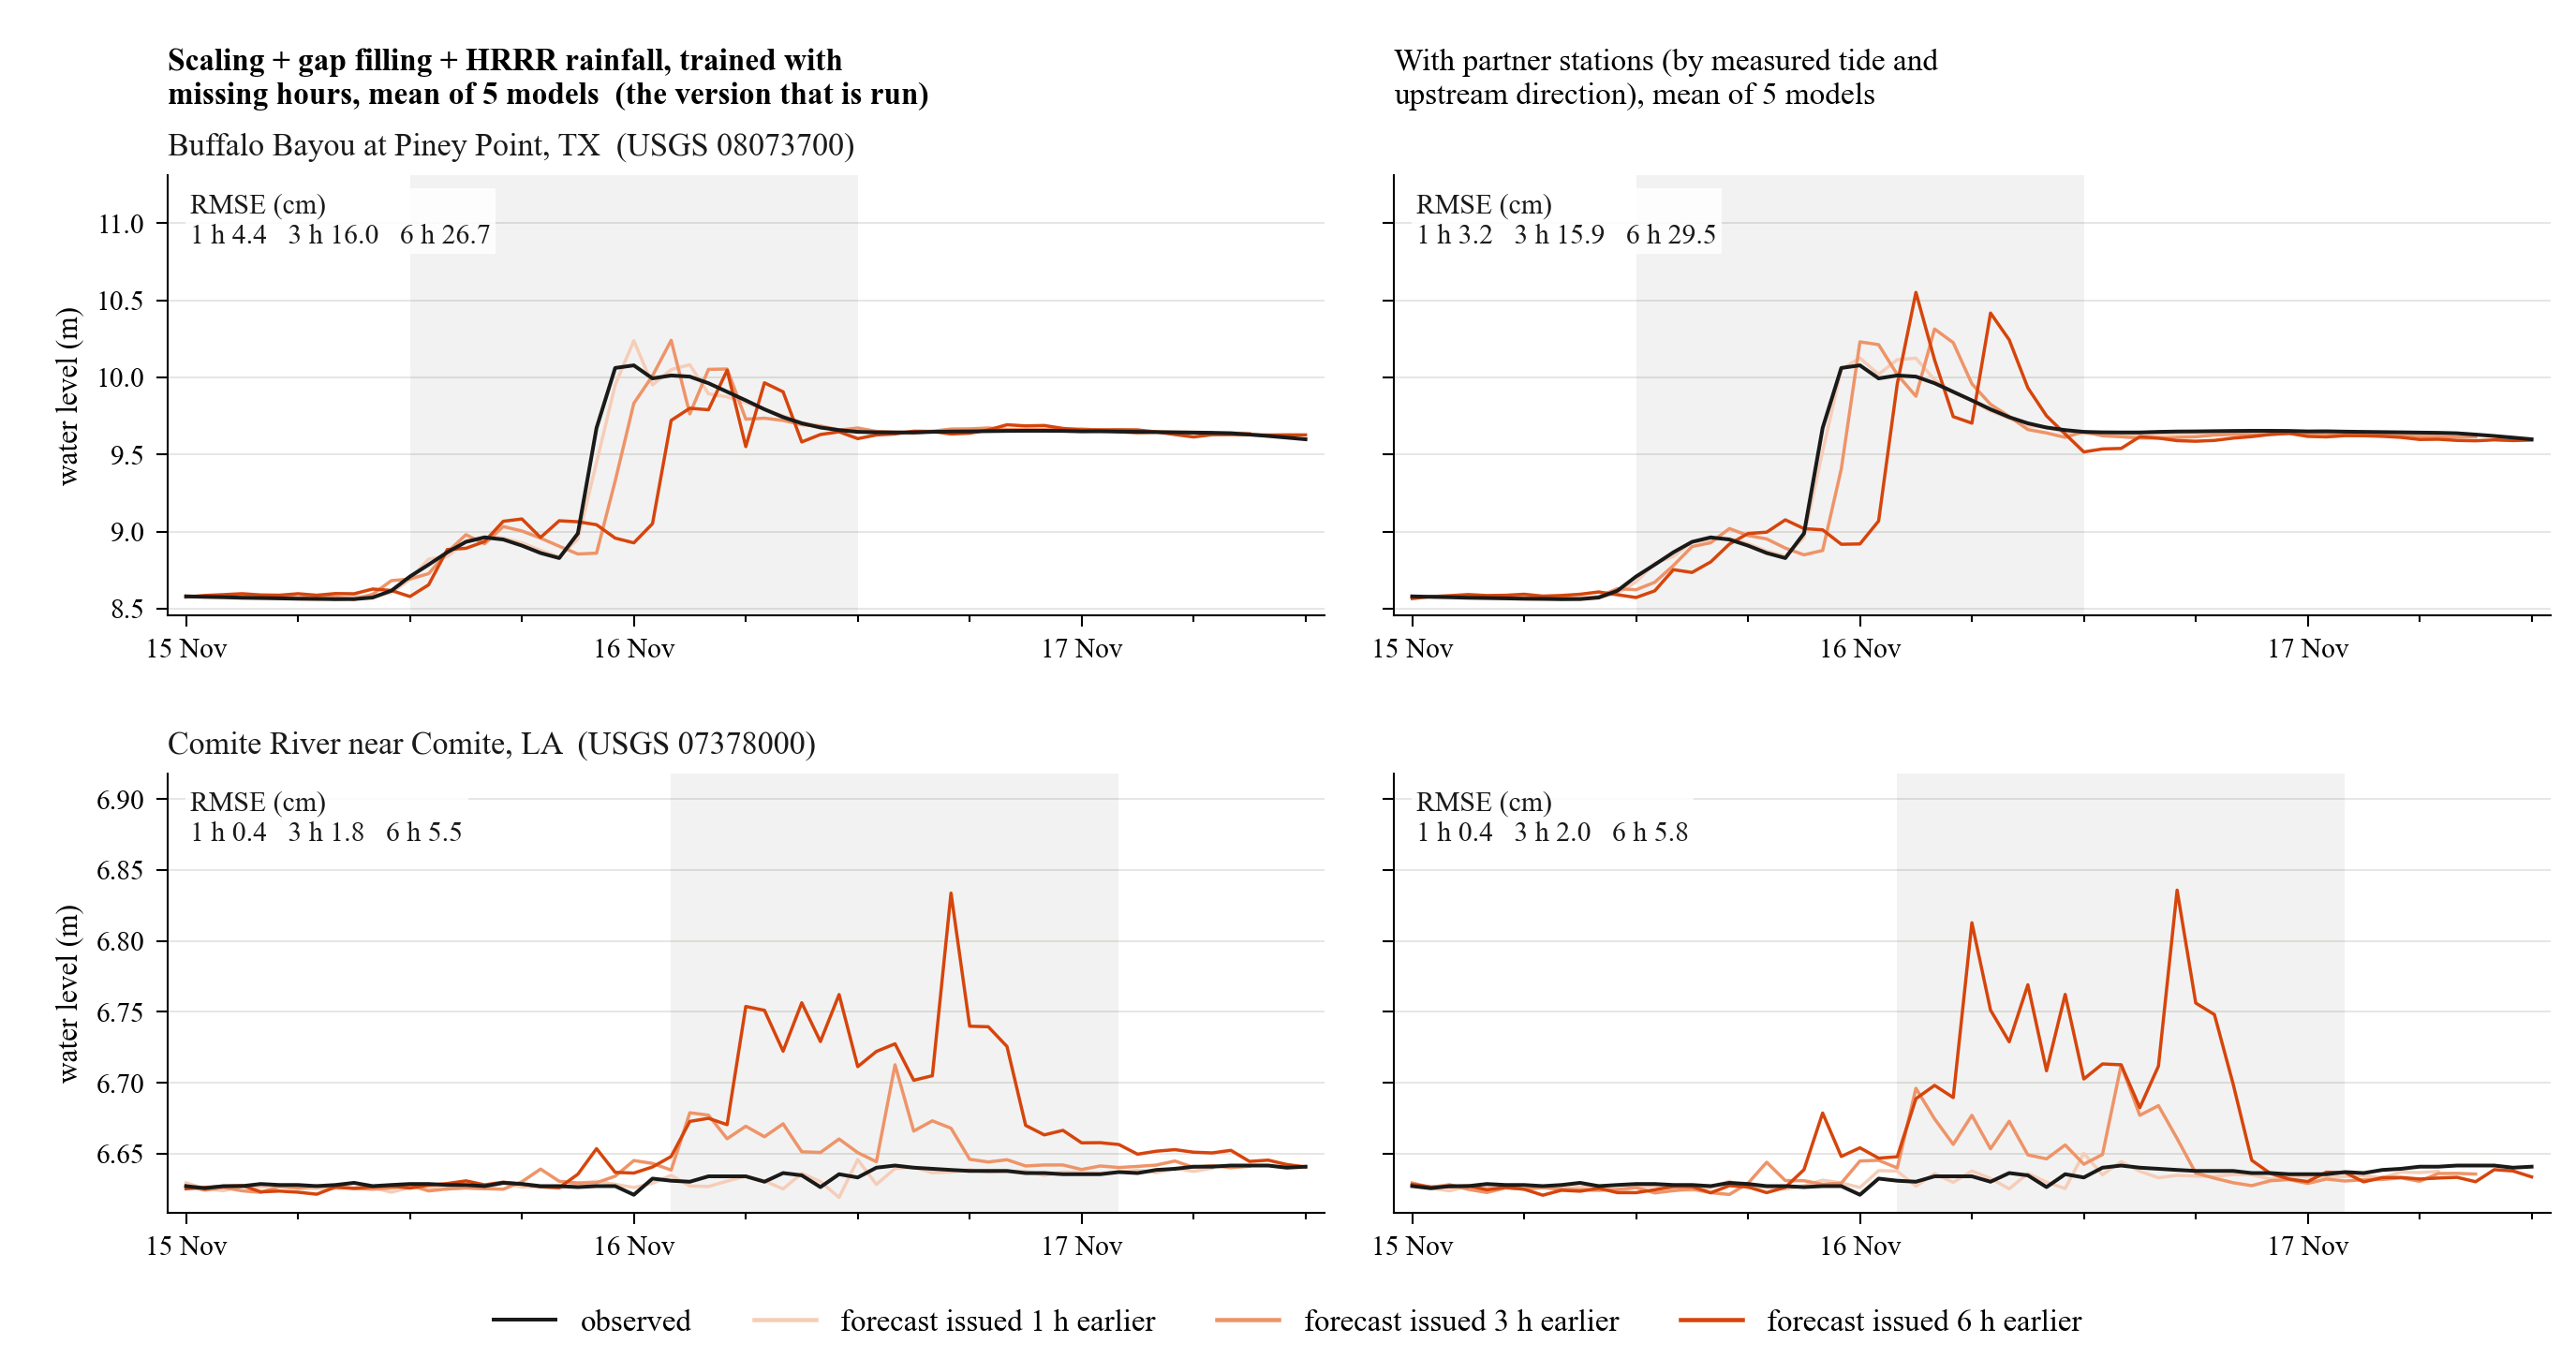 Scaling + gap filling + HRRR rainfall, trained with
missing hours, mean of 5 models  (the version that is run)
With partner stations (by measured tide and
upstream direction), mean of 5 models
Buffalo Bayou at Piney Point, TX  (USGS 08073700)
water level (m)
11.0
10.5
10.0
9.5
9.0
8.5
RMSE (cm)
1 h 4.4   3 h 16.0   6 h 26.7
15 Nov
16 Nov
17 Nov
RMSE (cm)
1 h 3.2   3 h 15.9   6 h 29.5
15 Nov
16 Nov
17 Nov
Comite River near Comite, LA  (USGS 07378000)
water level (m)
6.90
6.85
6.80
6.75
6.70
6.65
RMSE (cm)
1 h 0.4   3 h 1.8   6 h 5.5
15 Nov
16 Nov
17 Nov
RMSE (cm)
1 h 0.4   3 h 2.0   6 h 5.8
15 Nov
16 Nov
17 Nov
observed
forecast issued 1 h earlier
forecast issued 3 h earlier
forecast issued 6 h earlier